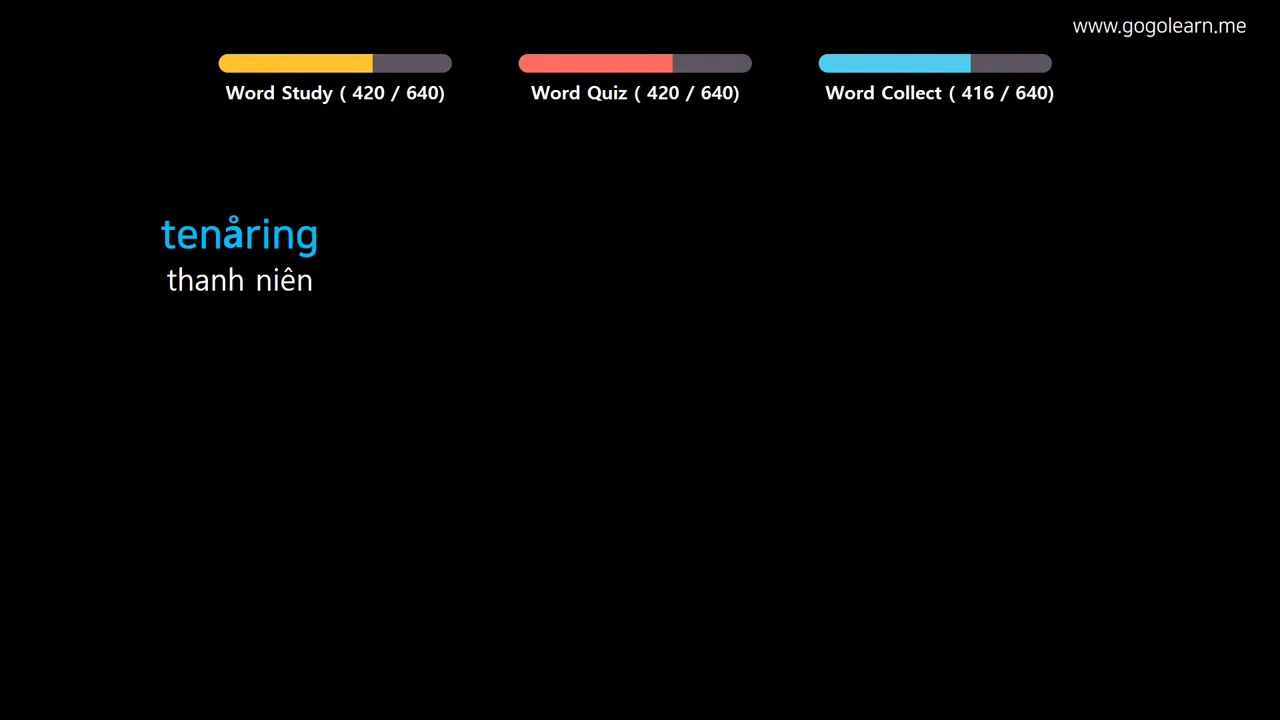 www.gogolearn.me
Word Study ( 420 / 640)
Word Quiz ( 420 / 640)
Word Collect ( 416 / 640)
tenåring
thanh niên